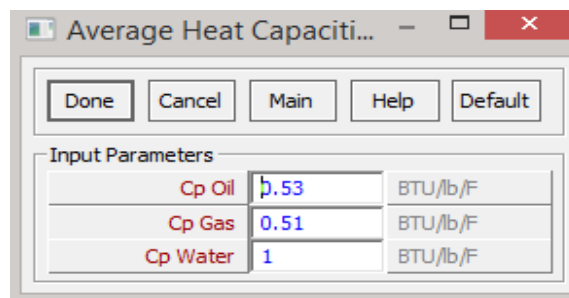 Average Heat Capaciti...
Done Cancel Main Help Default
Input Parameters
Cp Oil 0.53 BTU/lb/F
Cp Gas 0.51 BTU/lb/F
Cp Water 1 BTU/lb/F